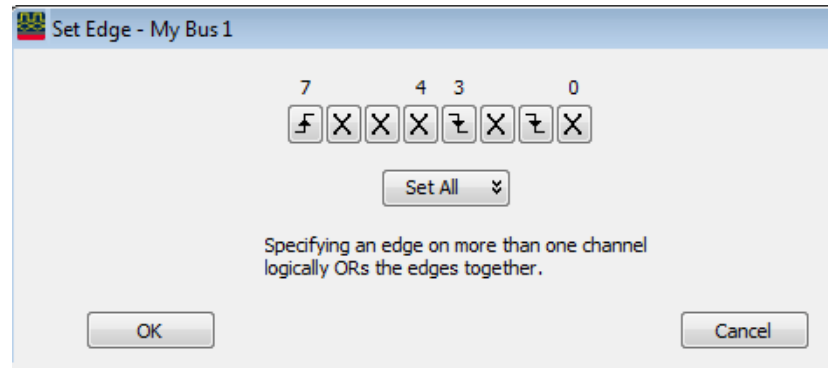 Set Edge - My Bus 1
7 4 3 0
X X X X X
Set All
Specifying an edge on more than one channel
logically ORs the edges together.
OK Cancel